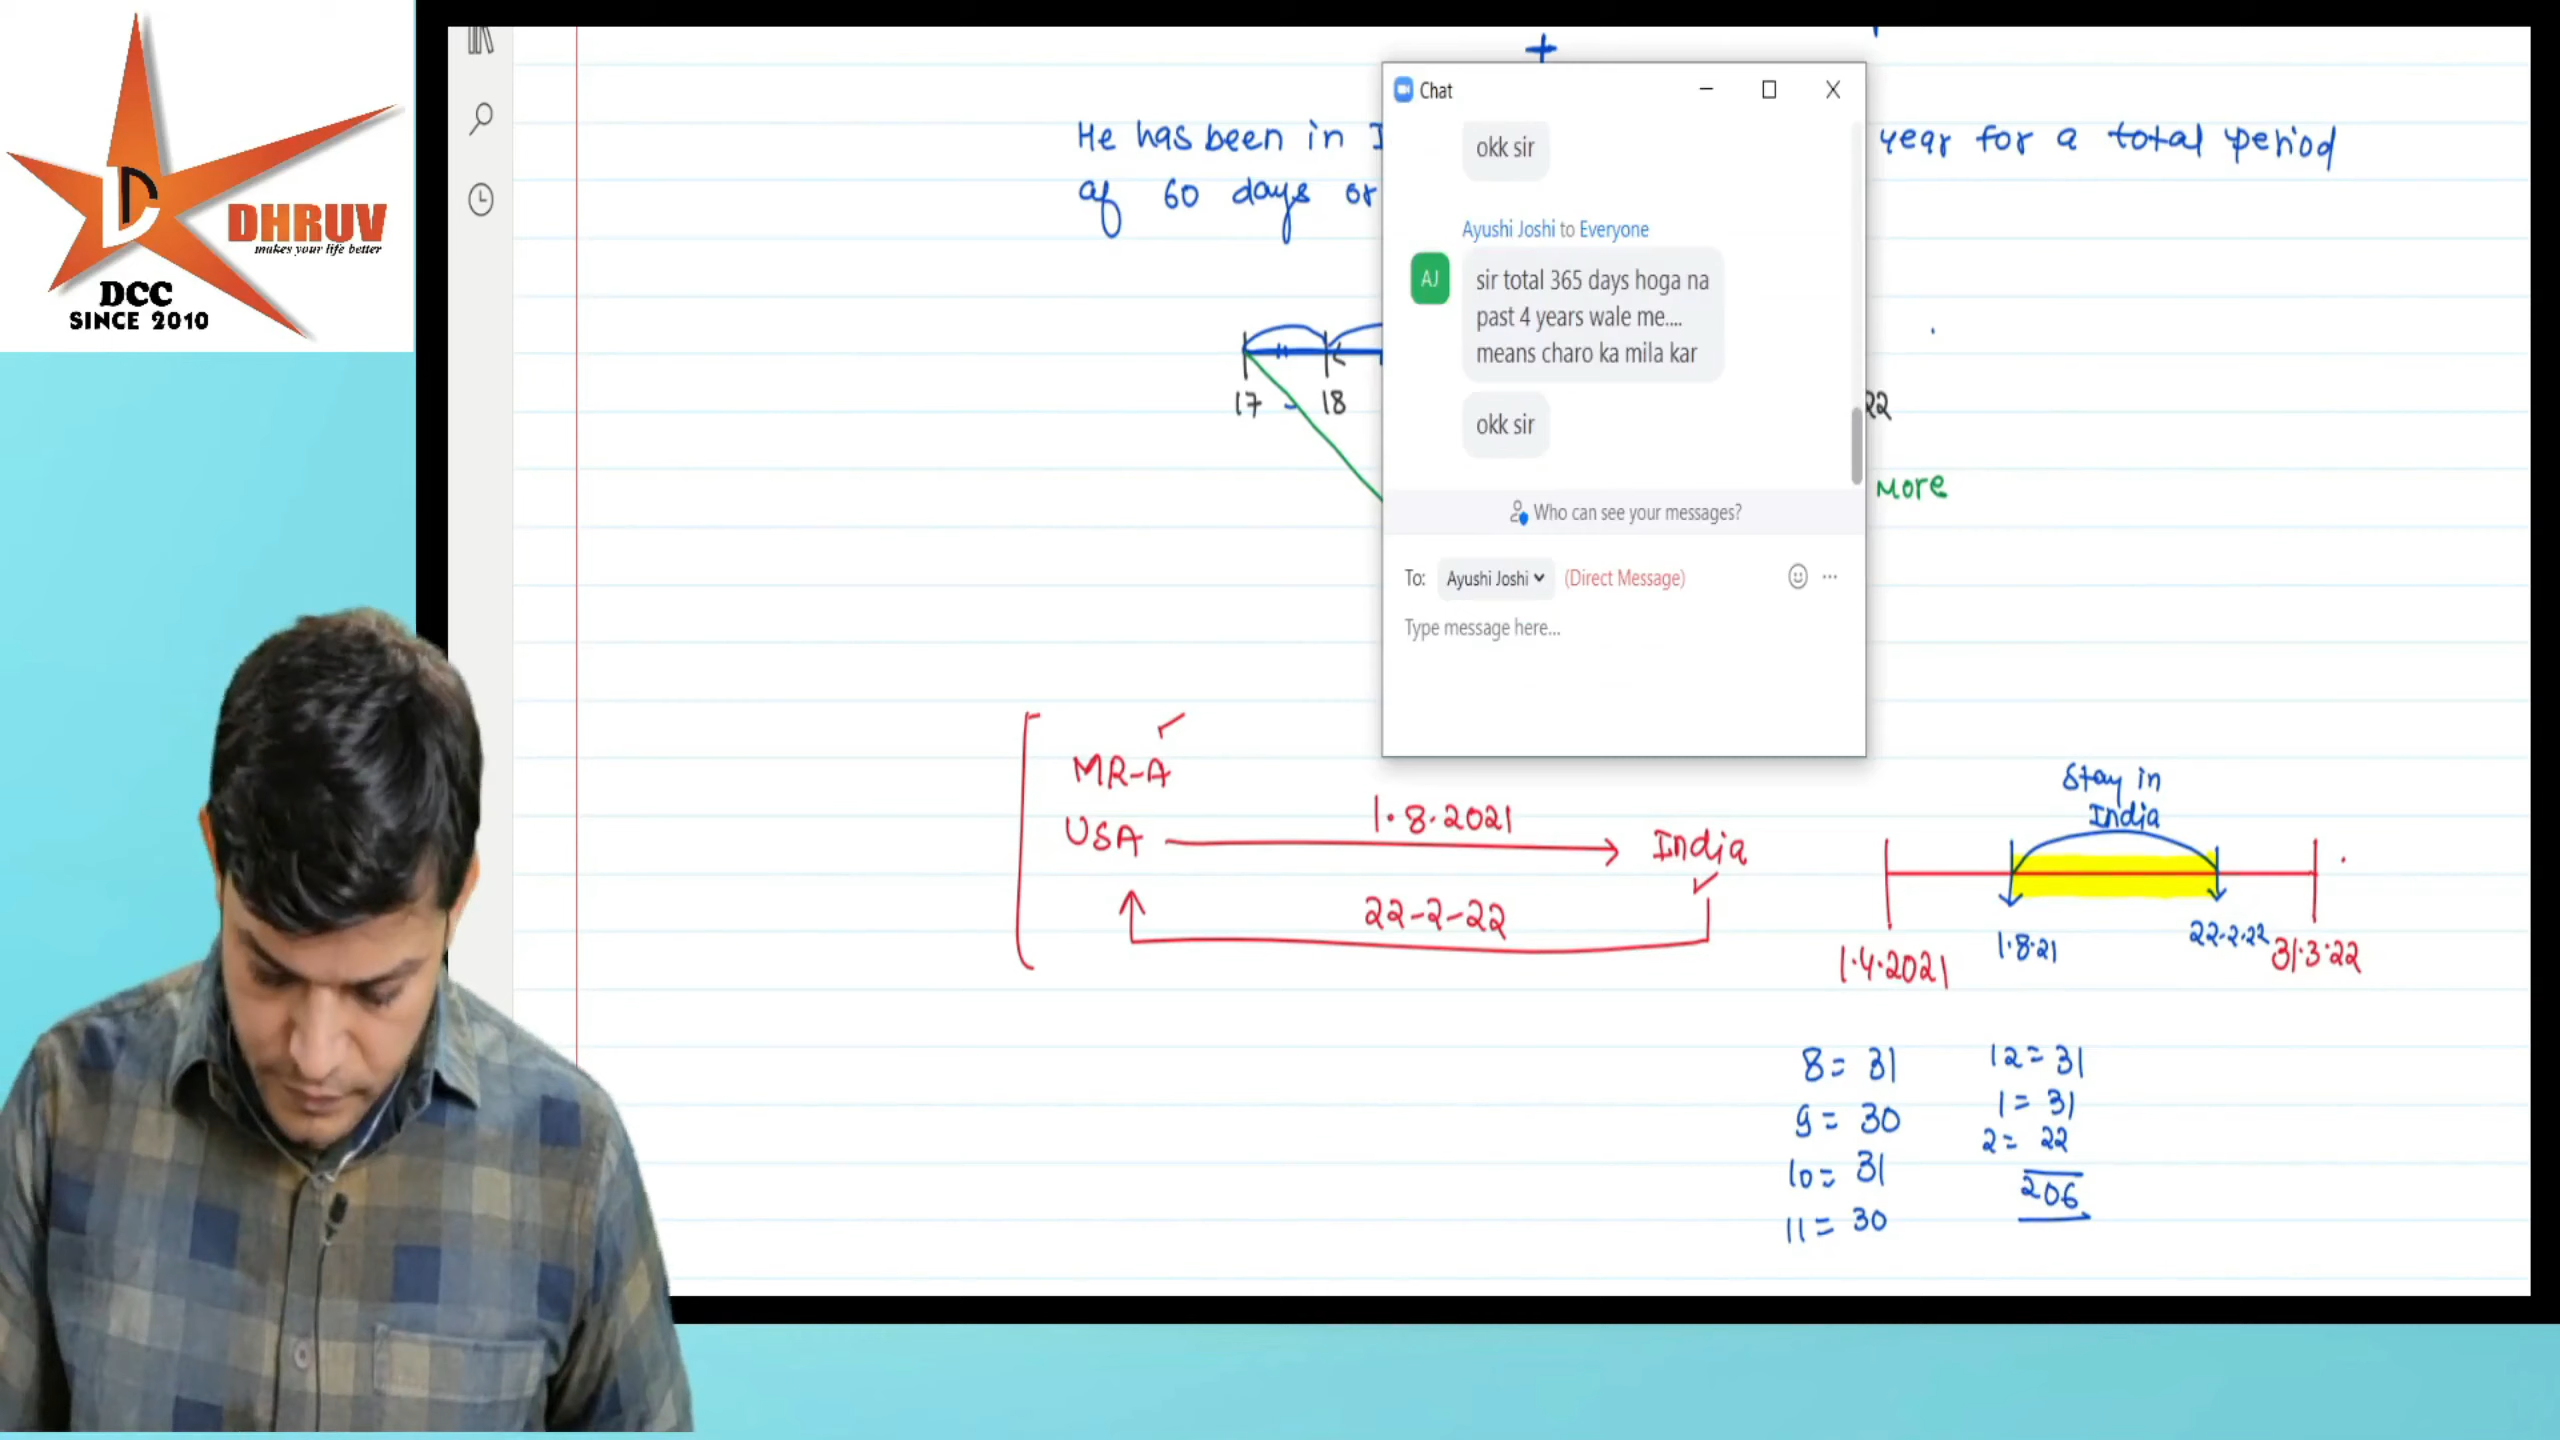 D
DHRUV
makes your life better
DCC
SINCE 2010
+
He has been in
year for a total period
of 60 days or
17
18
22
More
Chat
okk sir
Ayushi Joshi to Everyone
AJ
sir total 365 days hoga na
past 4 years wale me....
means charo ka mila kar
okk sir
Who can see your messages?
To: Ayushi Joshi (Direct Message)
Type message here...
MR-A
USA
1.8.2021
India
22-2-22
Stay in
India
1.4.2021
1.8.21
22.2.22
31.3.22
8 = 31
9 = 30
10 = 31
11 = 30
12 = 31
1 = 31
2 = 22
206